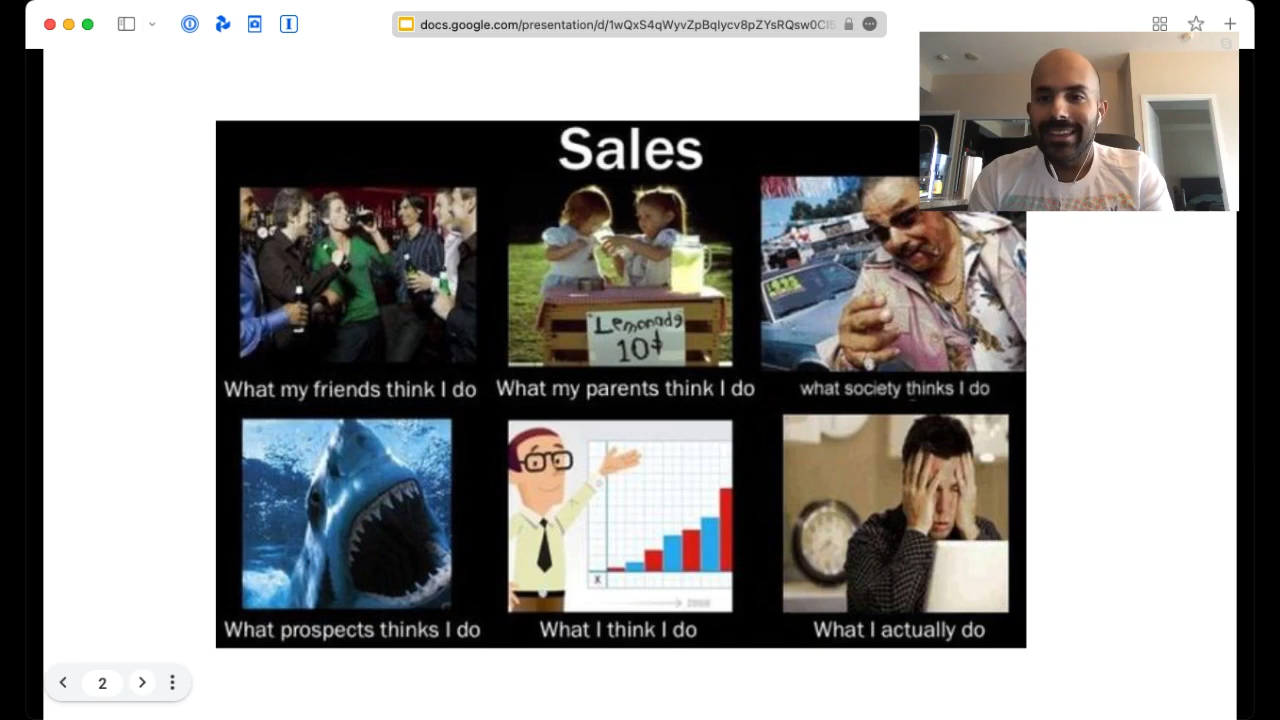 docs.google.com/presentation/d/1wQxS4qWyvZpBqlycv8pZYsRQsw0Cl5
Sales
Lemonade
10¢
What my friends think I do
What my parents think I do
what society thinks I do
X
What prospects thinks I do
What I think I do
What I actually do
2